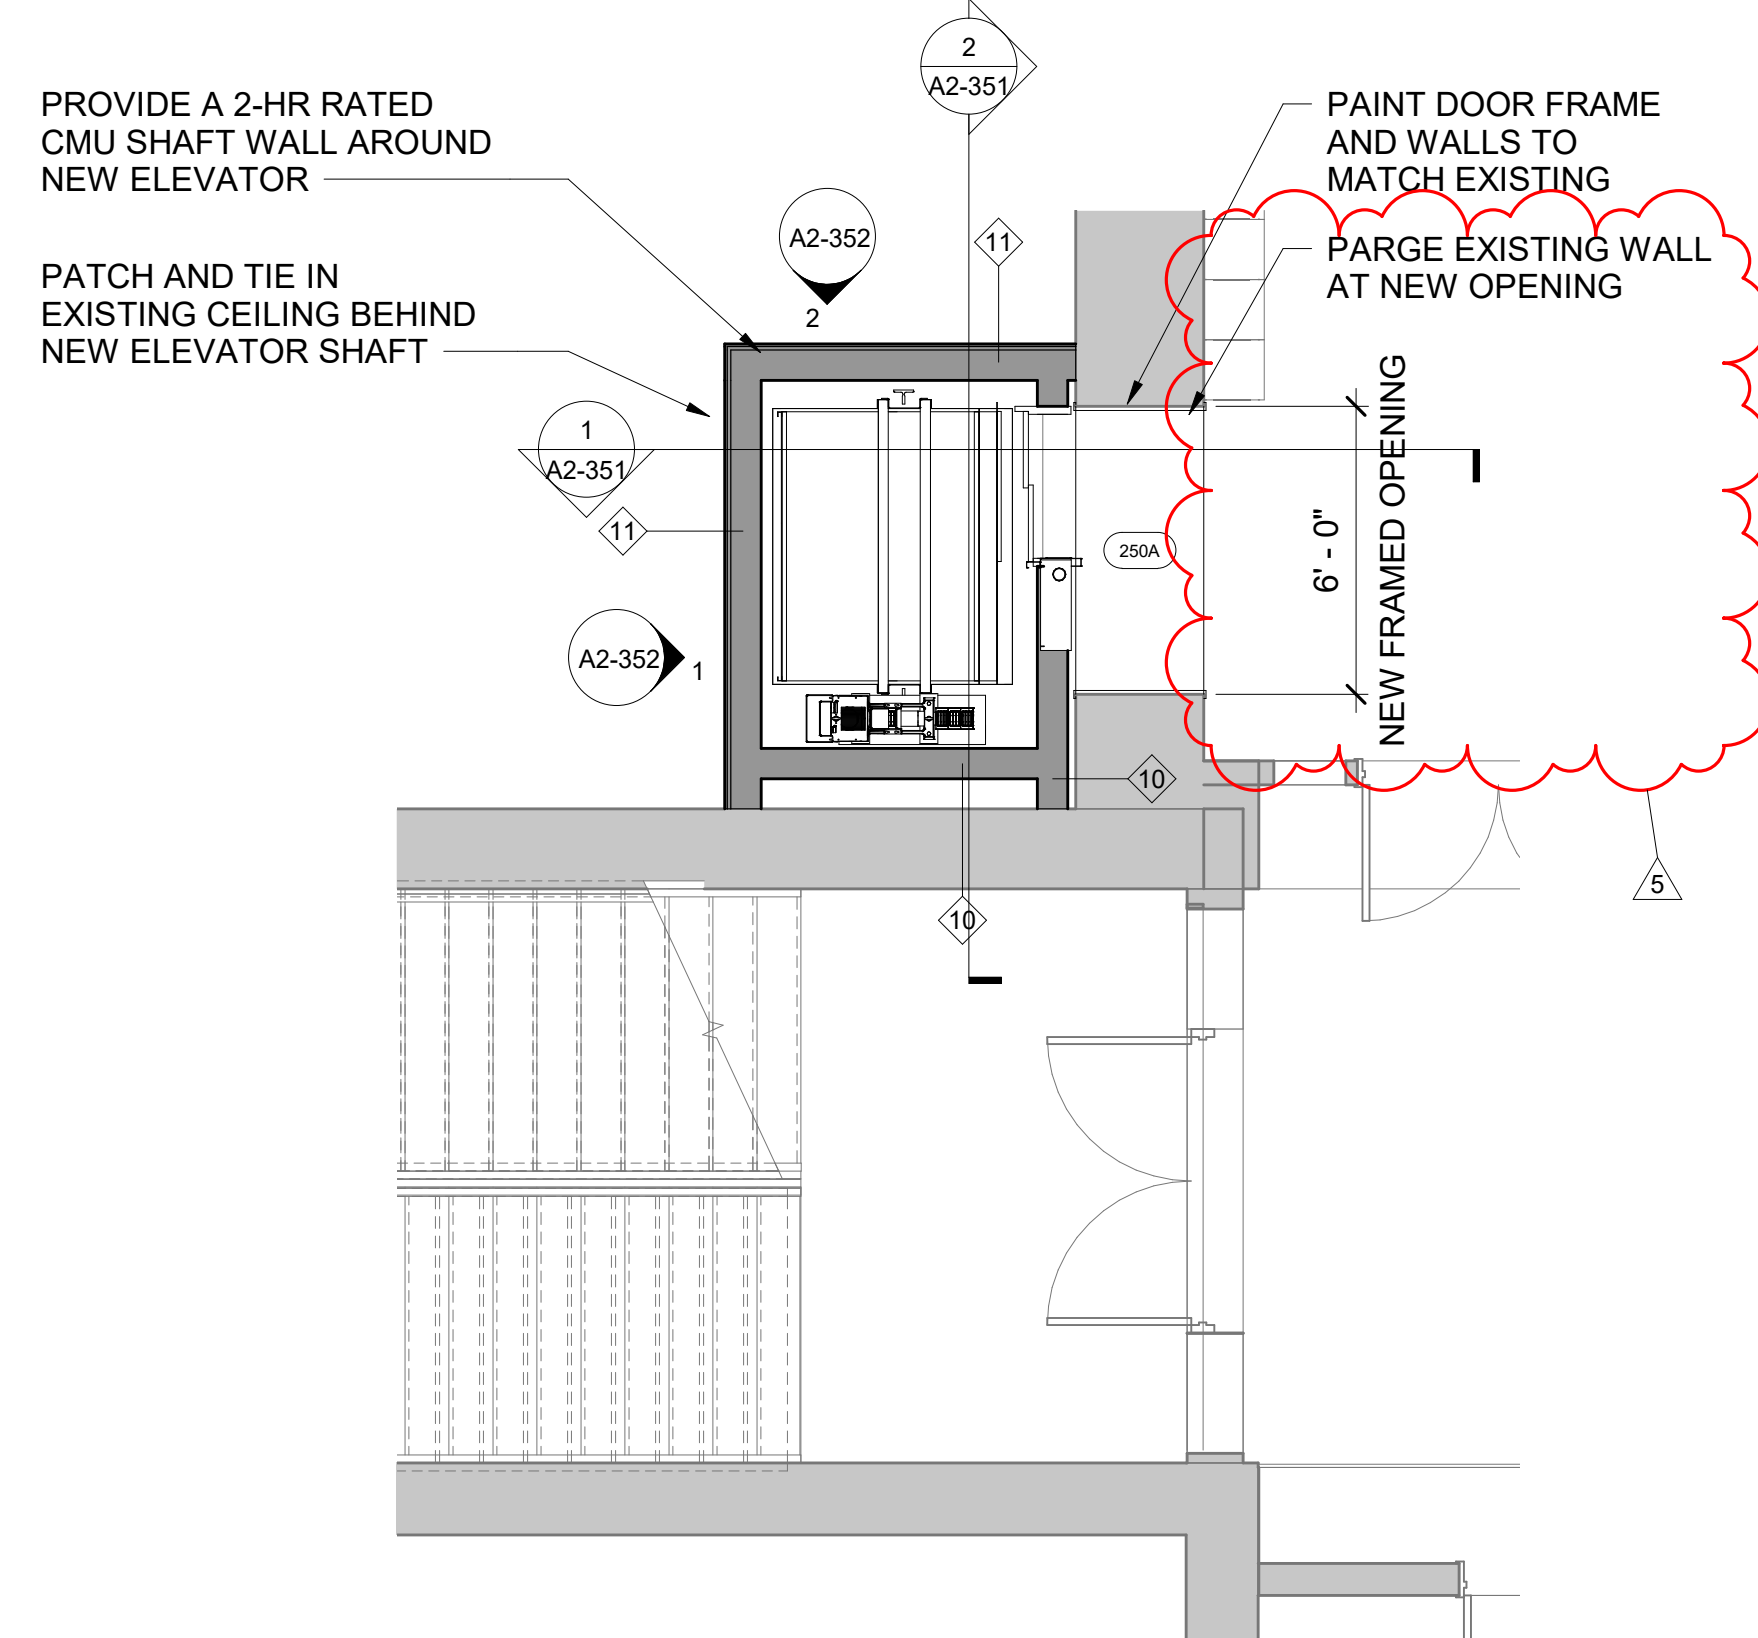 2
A2-351
PROVIDE A 2-HR RATED
CMU SHAFT WALL AROUND
NEW ELEVATOR
PAINT DOOR FRAME
AND WALLS TO
MATCH EXISTING
A2-352
2
11
PARGE EXISTING WALL
AT NEW OPENING
PATCH AND TIE IN
EXISTING CEILING BEHIND
NEW ELEVATOR SHAFT
1
A2-351
11
250A
6' - 0"
NEW FRAMED OPENING
A2-352
1
10
5
10